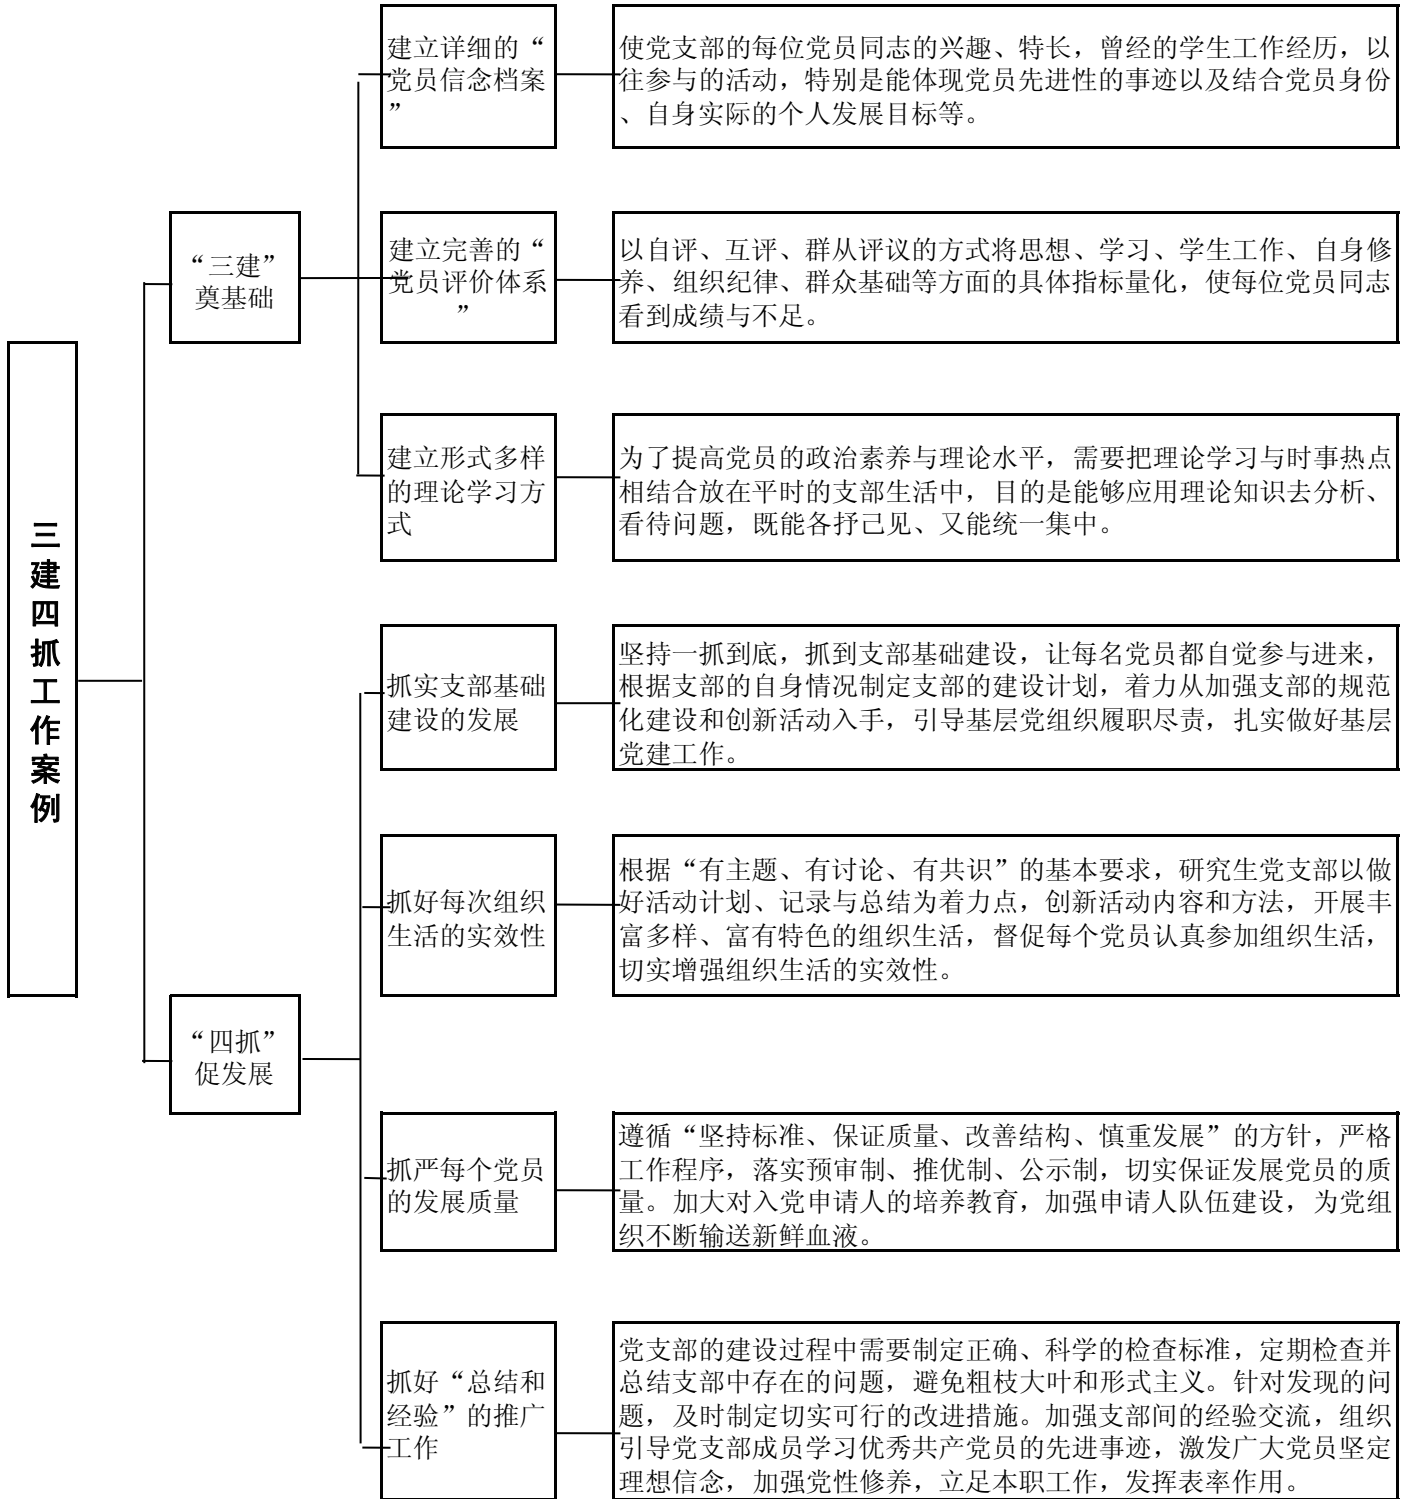 三建四抓工作案例
“三建”
奠基础
建立详细的“
党员信念档案
”
使党支部的每位党员同志的兴趣、特长，曾经的学生工作经历，以
往参与的活动，特别是能体现党员先进性的事迹以及结合党员身份
、自身实际的个人发展目标等。
建立完善的“
党员评价体系
”
以自评、互评、群从评议的方式将思想、学习、学生工作、自身修
养、组织纪律、群众基础等方面的具体指标量化，使每位党员同志
看到成绩与不足。
建立形式多样
的理论学习方
式
为了提高党员的政治素养与理论水平，需要把理论学习与时事热点
相结合放在平时的支部生活中，目的是能够应用理论知识去分析、
看待问题，既能各抒己见、又能统一集中。
“四抓”
促发展
抓实支部基础
建设的发展
坚持一抓到底，抓到支部基础建设，让每名党员都自觉参与进来，
根据支部的自身情况制定支部的建设计划，着力从加强支部的规范
化建设和创新活动入手，引导基层党组织履职尽责，扎实做好基层
党建工作。
抓好每次组织
生活的实效性
根据“有主题、有讨论、有共识”的基本要求，研究生党支部以做
好活动计划、记录与总结为着力点，创新活动内容和方法，开展丰
富多样、富有特色的组织生活，督促每个党员认真参加组织生活，
切实增强组织生活的实效性。
抓严每个党员
的发展质量
遵循“坚持标准、保证质量、改善结构、慎重发展”的方针，严格
工作程序，落实预审制、推优制、公示制，切实保证发展党员的质
量。加大对入党申请人的培养教育，加强申请人队伍建设，为党组
织不断输送新鲜血液。
抓好“总结和
经验”的推广
工作
党支部的建设过程中需要制定正确、科学的检查标准，定期检查并
总结支部中存在的问题，避免粗枝大叶和形式主义。针对发现的问
题，及时制定切实可行的改进措施。加强支部间的经验交流，组织
引导党支部成员学习优秀共产党员的先进事迹，激发广大党员坚定
理想信念，加强党性修养，立足本职工作，发挥表率作用。